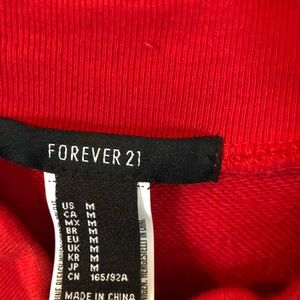 FOREVER 21
US M
CA M
MX M
BR M
EU M
UK M
KR M
JP M
CN 165/92A
MADE IN CHINA